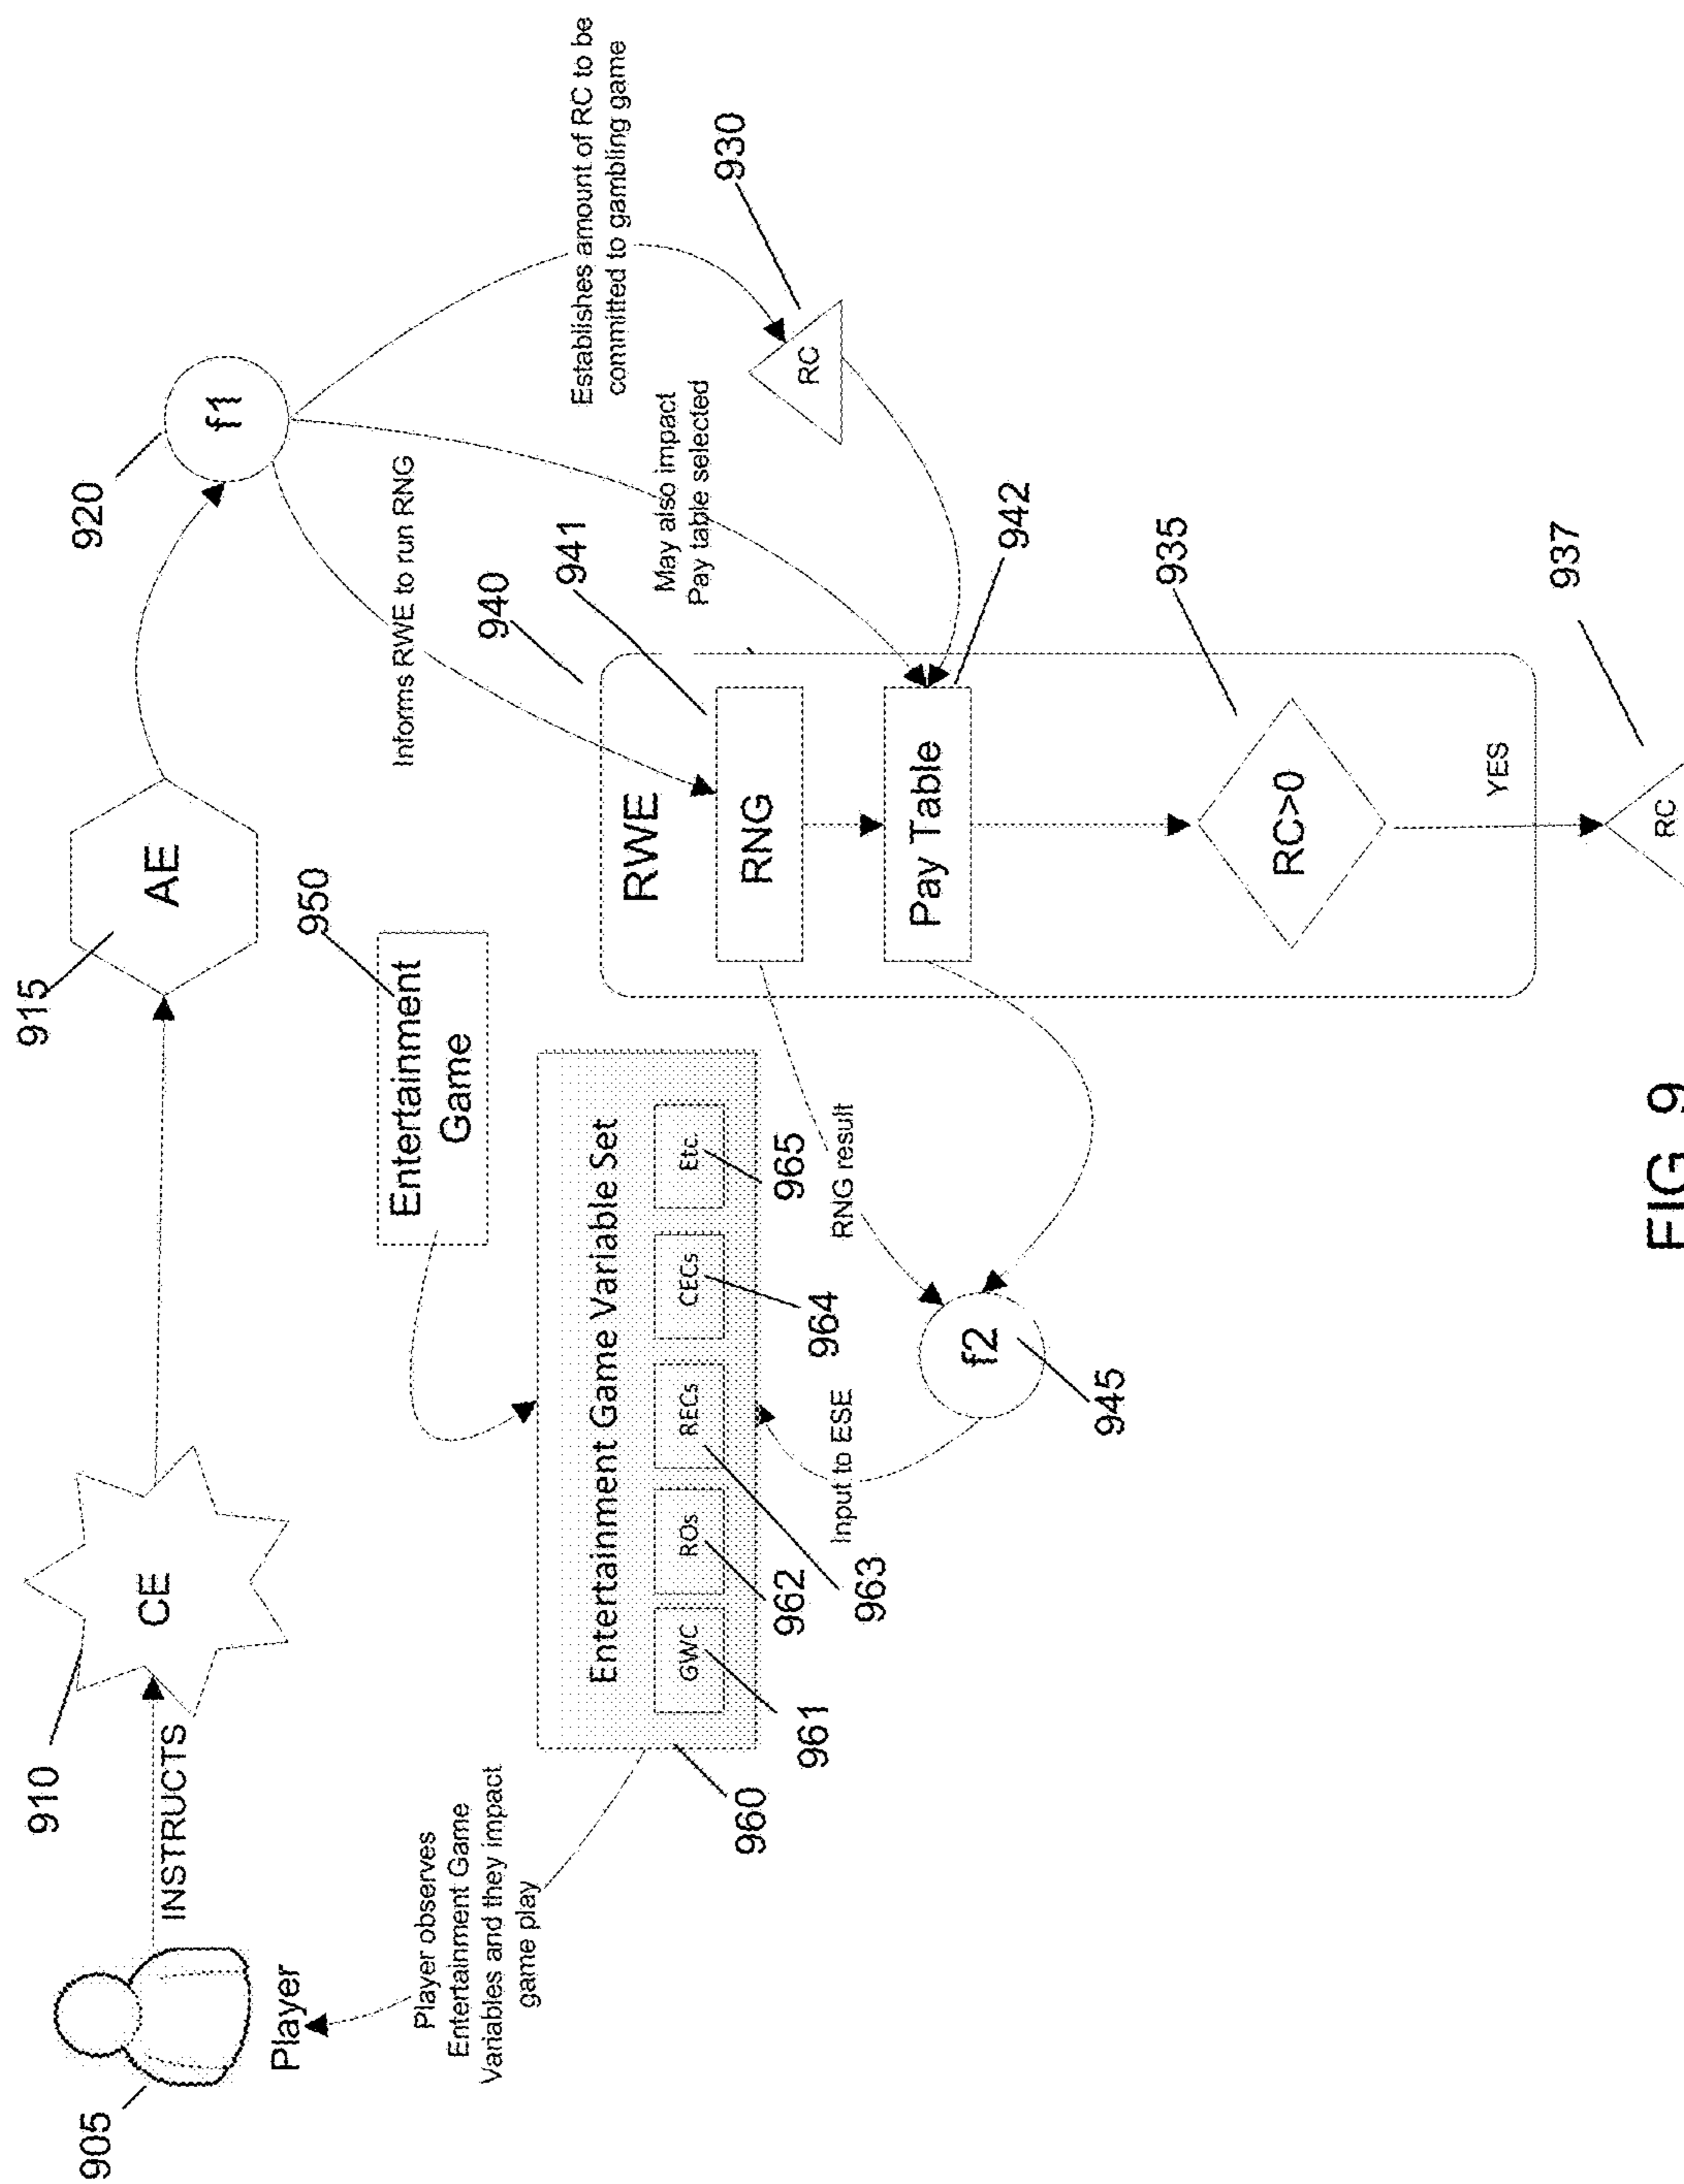 905
Player
INSTRUCTS
910
CE
915
AE
920
f1
Informs RWE to run RNG
Establishes amount of RC to be
committed to gambling game
May also impact
Pay table selected
930
RC
950
Entertainment
Game
Player observes
Entertainment Game
Variables and they impact
game play
Entertainment Game Variable Set
GWC
ROs
RECs
CECs
Etc.
960
961
962
963
964
965
940
941
RWE
RNG
942
Pay Table
RNG result
Input to ESE
f2
945
935
RC>0
YES
937
RC
FIG. 9